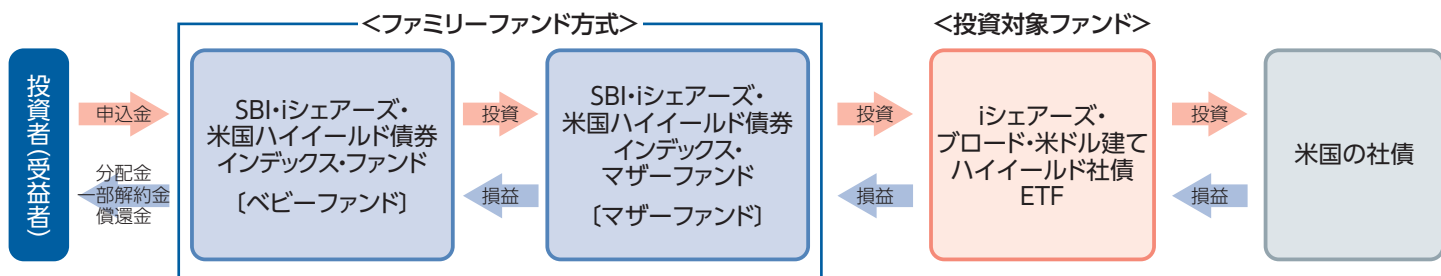 <ファミリーファンド方式>
<投資対象ファンド>
投資者(受益者)
申込金
分配金
一部解約金
償還金
SBI・iシェアーズ・
米国ハイイールド債券
インデックス・ファンド
〔ベビーファンド〕
投資
損益
SBI・iシェアーズ・
米国ハイイールド債券
インデックス・
マザーファンド
〔マザーファンド〕
投資
損益
iシェアーズ・
ブロード・米ドル建て
ハイイールド社債
ETF
投資
損益
米国の社債